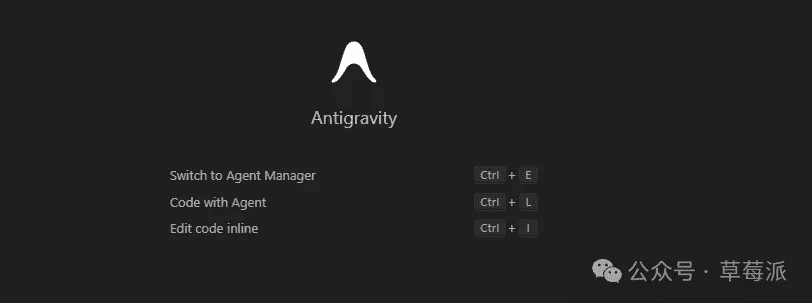 Antigravity
Switch to Agent Manager Ctrl + E
Code with Agent Ctrl + L
Edit code inline Ctrl + I
公众号 · 草莓派